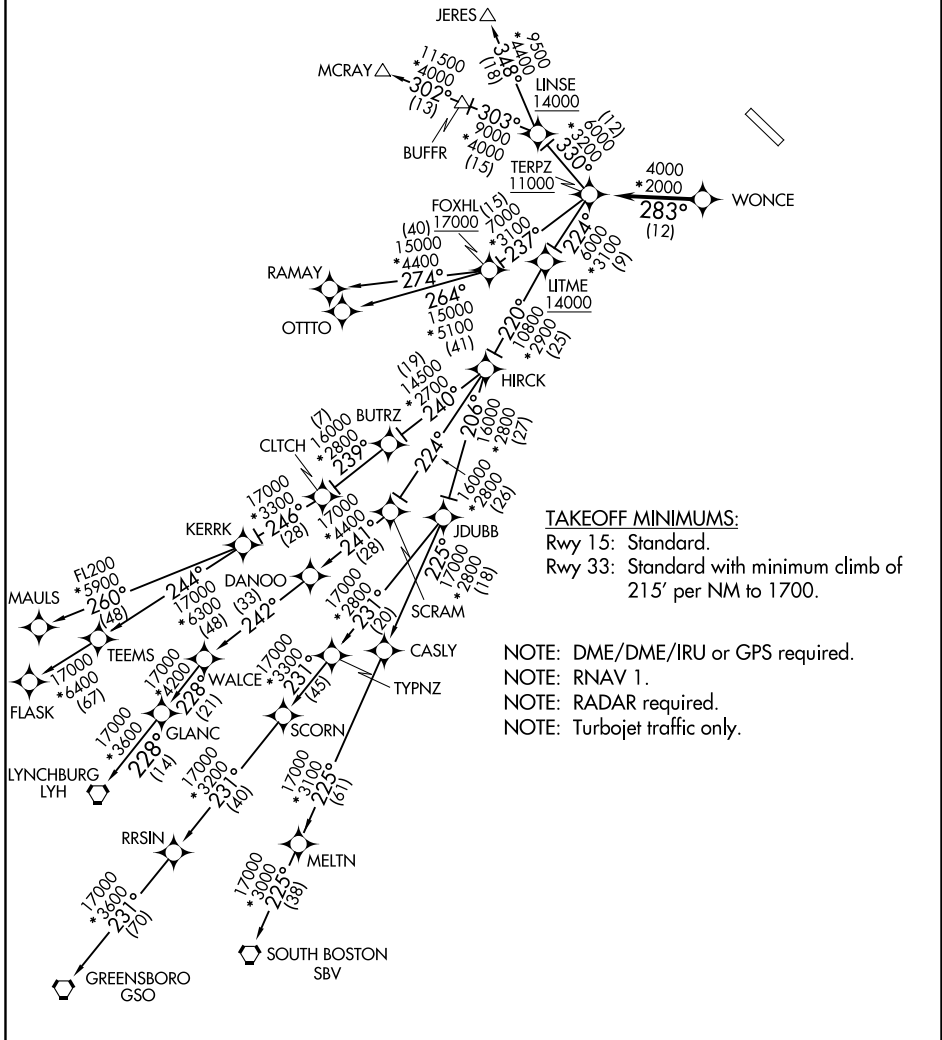 JERES
9500
*4400
348°
(18)
MCRAY
11500
*4000
302°
(13)
BUFFR
303°
9000
*4000
(15)
LINSE
14000
(12)
6000
*3200
330°
TERPZ
11000
4000
*2000
283°
(12)
WONCE
FOXHL
17000
(15)
7000
*3100
237°
224°
6000
*3100
(9)
LITME
14000
(40)
15000
*4400
274°
RAMAY
OTTTO
264°
15000
*5100
(41)
220°
10800
*2900
(25)
HIRCK
(19)
14500
*2700
240°
BUTRZ
(7)
16000
*2800
239°
CLTCH
224°
16000
*2800
(26)
206°
16000
*2800
(27)
17000
*3300
246°
(28)
KERRK
17000
*4400
241°
(28)
SCRAM
JDUBB
225°
17000
*2800
(18)
FL200
*5900
260°
(48)
MAULS
244°
17000
*6300
(48)
TEEMS
17000
*6400
(67)
FLASK
DANOO
(33)
242°
17000
*2800
231°
(20)
CASLY
TYPNZ
WALCE
17000
*4200
228°
(21)
GLANC
17000
*3600
228°
(14)
LYNCHBURG
LYH
17000
*3900
231°
(45)
SCORN
17000
*3200
231°
(40)
RRSIN
17000
*3600
231°
(70)
GREENSBORO
GSO
17000
*3100
225°
(61)
MELTN
17000
*3000
225°
(38)
SOUTH BOSTON
SBV
TAKEOFF MINIMUMS:
Rwy 15: Standard.
Rwy 33: Standard with minimum climb of
215' per NM to 1700.
NOTE: DME/DME/IRU or GPS required.
NOTE: RNAV 1.
NOTE: RADAR required.
NOTE: Turbojet traffic only.